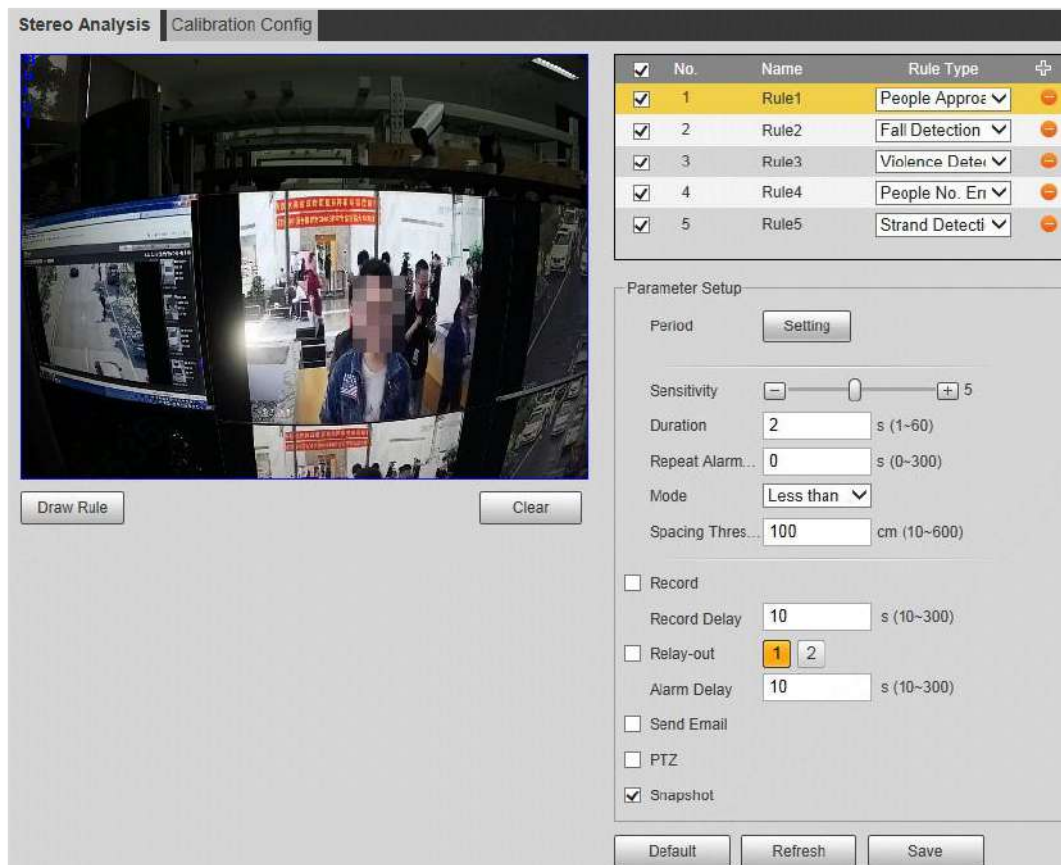 Stereo Analysis Calibration Config
No. Name Rule Type
1 Rule1 People Approa
2 Rule2 Fall Detection
3 Rule3 Violence Detec
4 People No. Err
Rule4
5 Rule5 Strand Detecti
Parameter Setup
Period Setting
Sensitivity 5
Duration 2 s (1~60)
Repeat Alarm... 0 s (0~300)
Mode Less than
Spacing Thres... 100 cm (10~600)
Draw Rule Clear
Record
Record Delay 10 s (10~300)
Relay-out 1 2
Alarm Delay 10 s (10~300)
Send Email
PTZ
Snapshot
Default Refresh Save